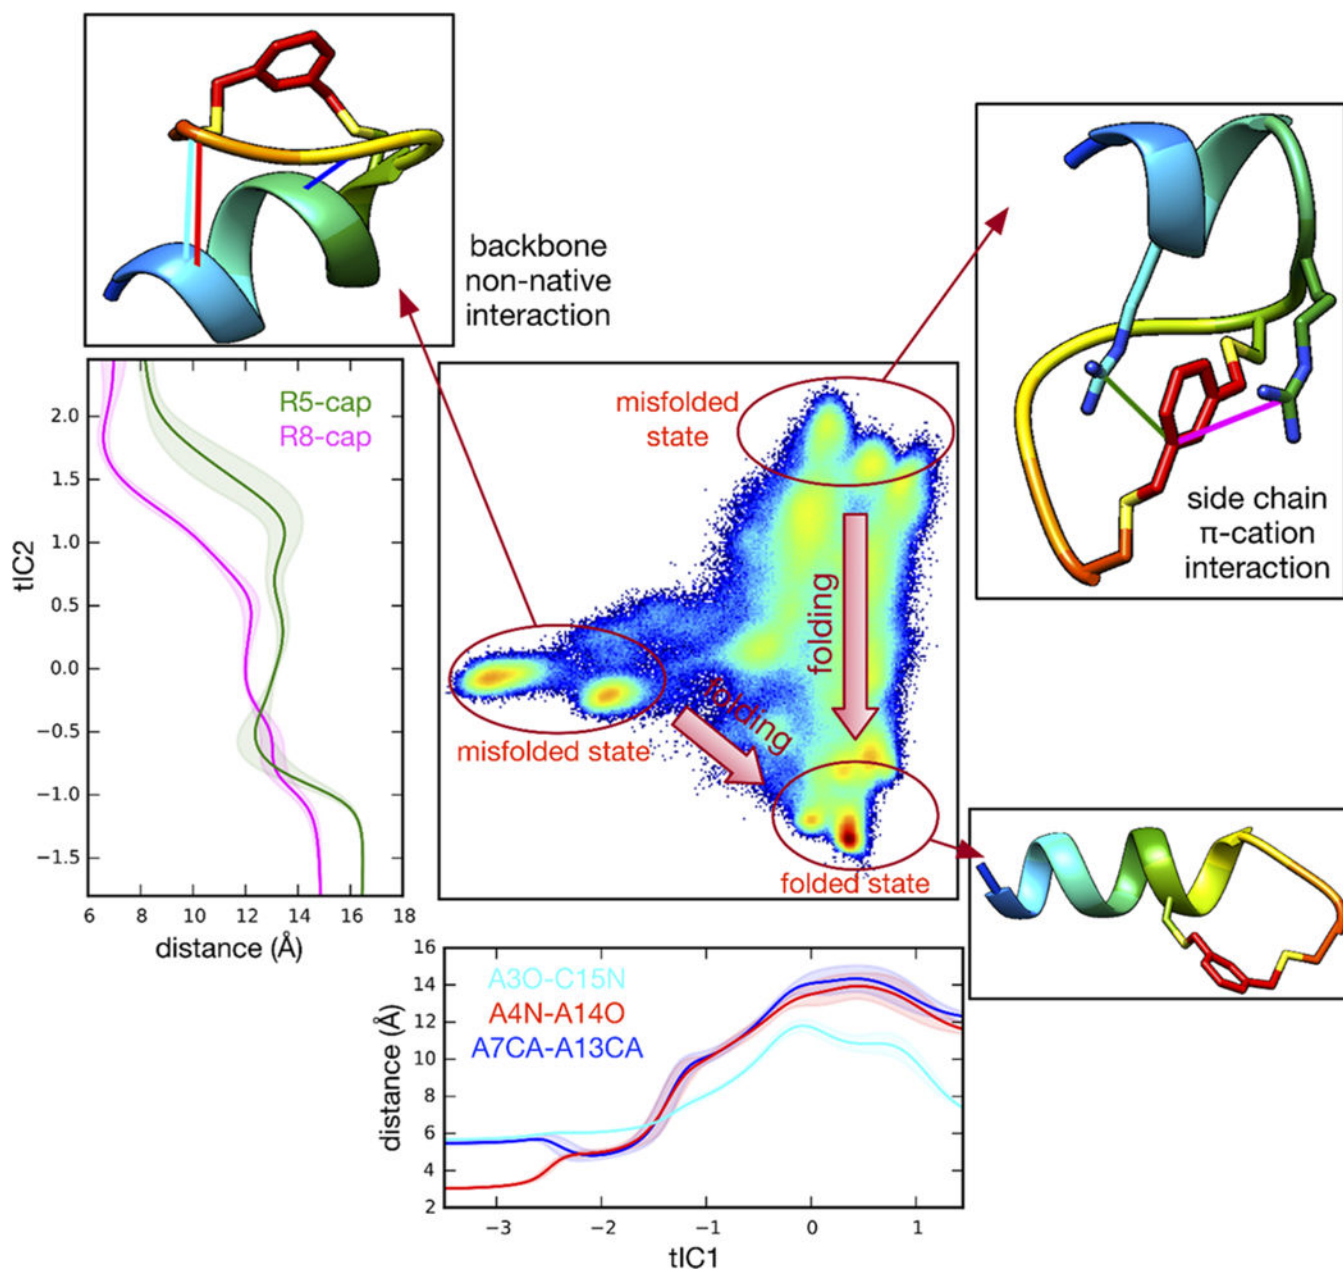 backbone
non-native
interaction
side chain
π-cation
interaction
R5-cap
R8-cap
tIC2
2.0
1.5
1.0
0.5
0.0
−0.5
−1.0
−1.5
6 8 10 12 14 16 18
distance (Å)
misfolded
state
folding
folding
misfolded state
folded state
A3O-C15N
A4N-A14O
A7CA-A13CA
distance (Å)
16
14
12
10
8
6
4
2
−3 −2 −1 0 1
tIC1